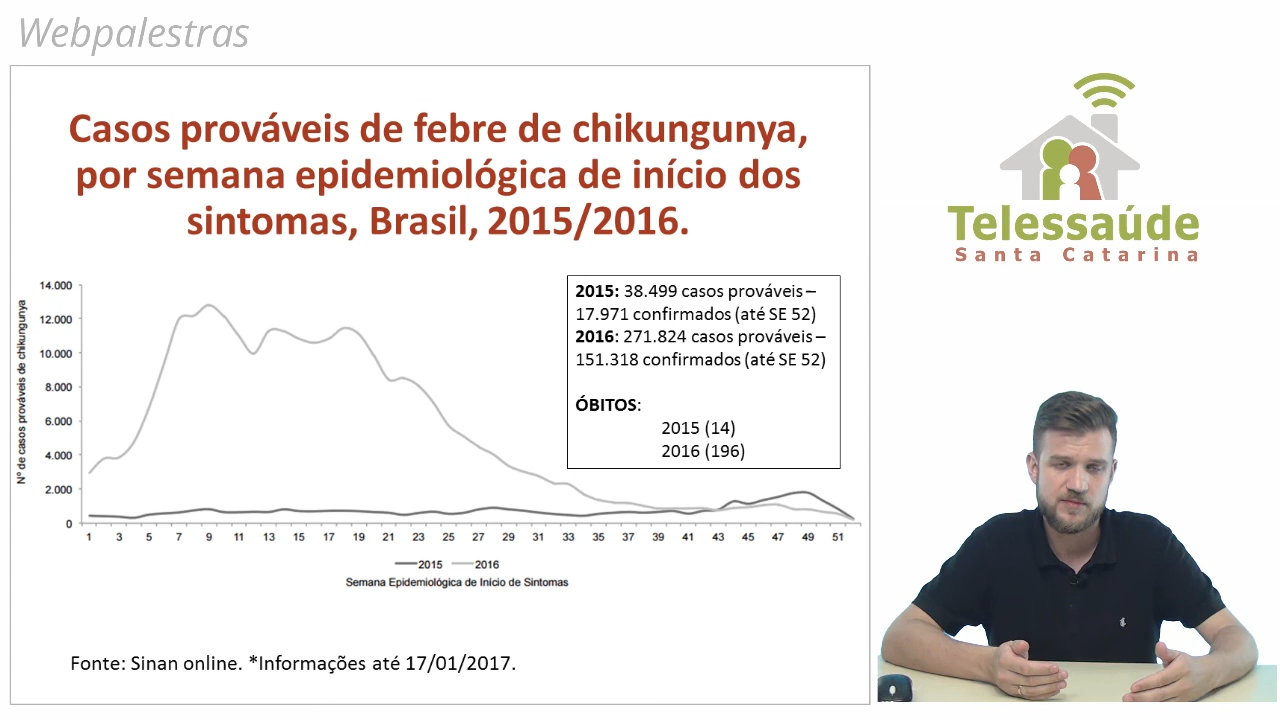 Webpalestras
Casos prováveis de febre de chikungunya,
por semana epidemiológica de início dos
sintomas, Brasil, 2015/2016.
Telessaúde
Santa Catarina
Nº de casos prováveis de chikungunya
14.000
12.000
10.000
8.000
6.000
4.000
2.000
0
2015: 38.499 casos prováveis –
17.971 confirmados (até SE 52)
2016: 271.824 casos prováveis –
151.318 confirmados (até SE 52)
ÓBITOS:
2015 (14)
2016 (196)
1 3 5 7 9 11 13 15 17 19 21 23 25 27 29 31 33 35 37 39 41 43 45 47 49 51
2015 2016
Semana Epidemiológica de Início de Sintomas
Fonte: Sinan online. *Informações até 17/01/2017.